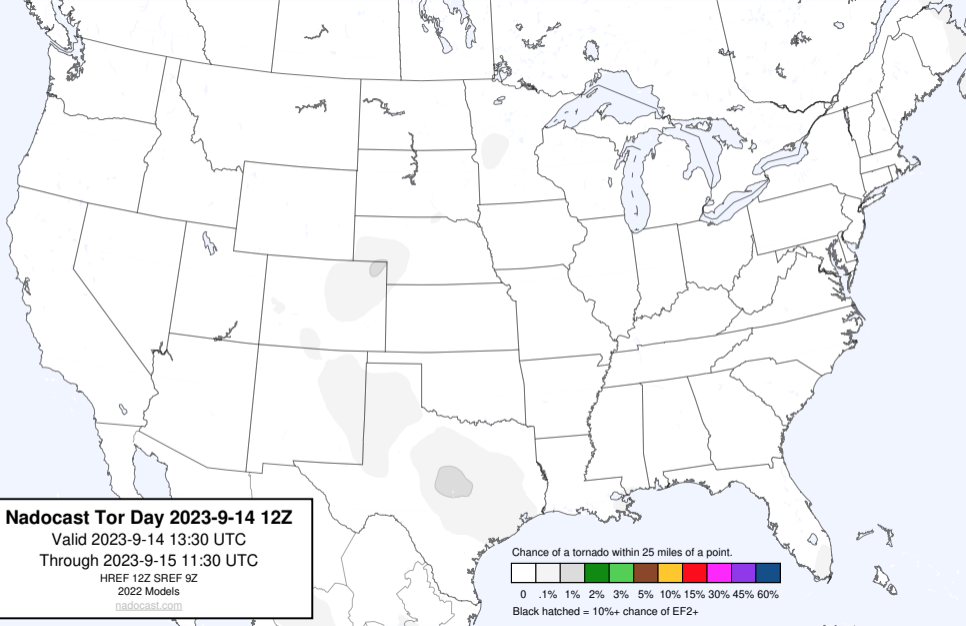 Nadocast Tor Day 2023-9-14 12Z
Valid 2023-9-14 13:30 UTC
Through 2023-9-15 11:30 UTC
HREF 12Z SREF 9Z
2022 Models
nadocast.com
Chance of a tornado within 25 miles of a point.
0 .1% 1% 2% 3% 5% 10% 15% 30% 45% 60%
Black hatched = 10%+ chance of EF2+